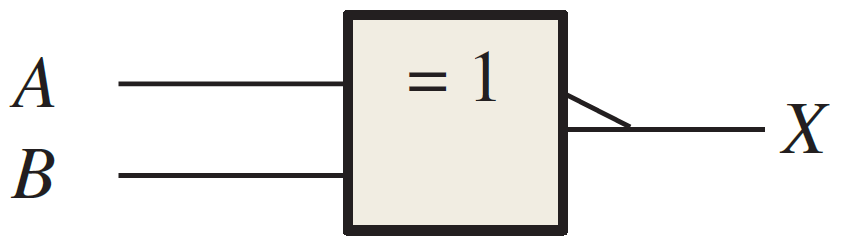 A
= 1
X
B